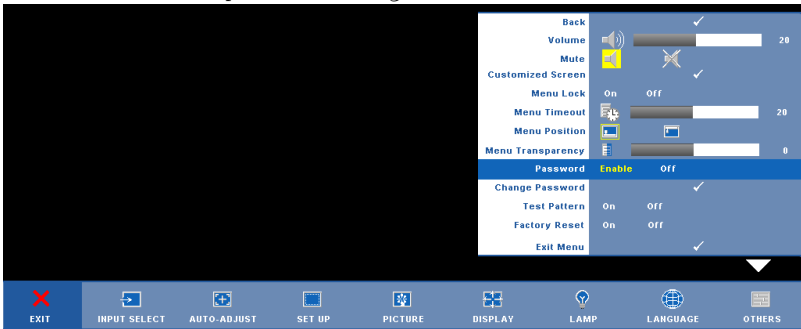 Back
Volume 20
Mute
Customized Screen
Menu Lock On Off
Menu Timeout 20
Menu Position
Menu Transparency 0
Password Enable Off
Change Password
Test Pattern On Off
Factory Reset On Off
Exit Menu
EXIT INPUT SELECT AUTO-ADJUST SET UP PICTURE DISPLAY LAMP LANGUAGE OTHERS